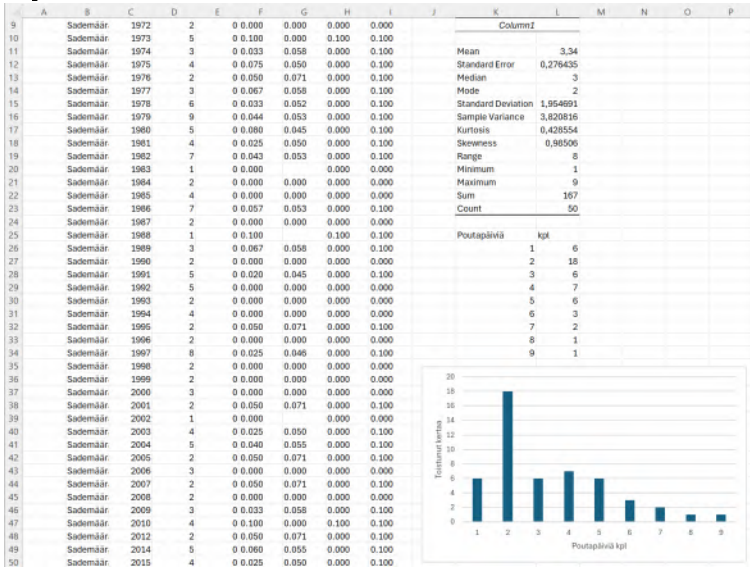 A B C D E F G H I J K L M N O P
9 Sademäär. 1972 2 0 0.000 0.000 0.000 0.000 Column1
10 Sademäär. 1973 5 0 0.100 0.000 0.100 0.100
11 Sademäär. 1974 3 0 0.033 0.058 0.000 0.100 Mean 3,34
12 Sademäär. 1975 4 0 0.075 0.050 0.000 0.100 Standard Error 0,276435
13 Sademäär. 1976 2 0 0.050 0.071 0.000 0.100 Median 3
14 Sademäär. 1977 3 0 0.067 0.058 0.000 0.100 Mode 2
15 Sademäär. 1978 6 0 0.033 0.052 0.000 0.100 Standard Deviation 1,954691
16 Sademäär. 1979 9 0 0.044 0.053 0.000 0.100 Sample Variance 3,820816
17 Sademäär. 1980 5 0 0.080 0.045 0.000 0.100 Kurtosis 0,428554
18 Sademäär. 1981 4 0 0.025 0.050 0.000 0.100 Skewness 0,98506
19 Sademäär. 1982 7 0 0.043 0.053 0.000 0.100 Range 8
20 Sademäär. 1983 1 0 0.000 0.000 0.000 Minimum 1
21 Sademäär. 1984 2 0 0.000 0.000 0.000 0.000 Maximum 9
22 Sademäär. 1985 4 0 0.000 0.000 0.000 0.000 Sum 167
23 Sademäär. 1986 7 0 0.057 0.053 0.000 0.100 Count 50
24 Sademäär. 1987 2 0 0.000 0.000 0.000 0.000
25 Sademäär. 1988 1 0 0.100 0.100 0.100 Poutapäiviä kpl
26 Sademäär. 1989 3 0 0.067 0.058 0.000 0.100 1 6
27 Sademäär. 1990 2 0 0.000 0.000 0.000 0.000 2 18
28 Sademäär. 1991 5 0 0.020 0.045 0.000 0.100 3 6
29 Sademäär. 1992 5 0 0.000 0.000 0.000 0.000 4 7
30 Sademäär. 1993 2 0 0.000 0.000 0.000 0.000 5 6
31 Sademäär. 1994 4 0 0.000 0.000 0.000 0.000 6 3
32 Sademäär. 1995 2 0 0.050 0.071 0.000 0.100 7 2
33 Sademäär. 1996 2 0 0.000 0.000 0.000 0.000 8 1
34 Sademäär. 1997 8 0 0.025 0.046 0.000 0.100 9 1
35 Sademäär. 1998 2 0 0.000 0.000 0.000 0.000
36 Sademäär. 1999 2 0 0.000 0.000 0.000 0.000
37 Sademäär. 2000 3 0 0.000 0.000 0.000 0.000
38 Sademäär. 2001 2 0 0.050 0.071 0.000 0.100
39 Sademäär. 2002 1 0 0.000 0.000 0.000
40 Sademäär. 2003 4 0 0.025 0.050 0.000 0.100
41 Sademäär. 2004 5 0 0.040 0.055 0.000 0.100
42 Sademäär. 2005 2 0 0.050 0.071 0.000 0.100
43 Sademäär. 2006 3 0 0.000 0.000 0.000 0.000
44 Sademäär. 2007 2 0 0.050 0.071 0.000 0.100
45 Sademäär. 2008 2 0 0.000 0.000 0.000 0.000
46 Sademäär. 2009 3 0 0.033 0.058 0.000 0.100
47 Sademäär. 2010 4 0 0.100 0.000 0.100 0.100
48 Sademäär. 2012 2 0 0.050 0.071 0.000 0.100
49 Sademäär. 2014 5 0 0.060 0.055 0.000 0.100
50 Sademäär. 2015 4 0 0.025 0.050 0.000 0.100
Toistunut kertaa
20
18
16
14
12
10
8
6
4
2
0
1 2 3 4 5 6 7 8 9
Poutapäiviä kpl